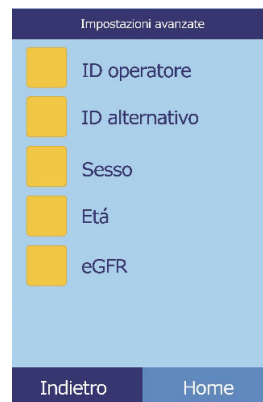 Impostazioni avanzate
ID operatore
ID alternativo
Sesso
Etá
eGFR
Indietro
Home